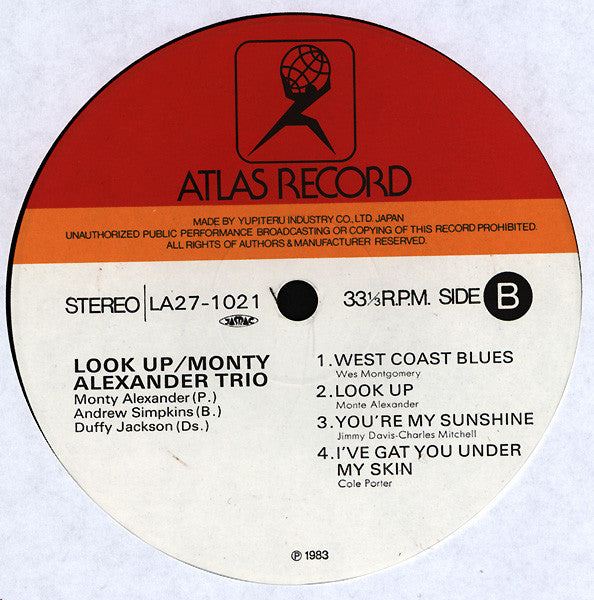 ATLAS RECORD
MADE BY YUPITERU INDUSTRY CO., LTD. JAPAN
UNAUTHORIZED PUBLIC PERFORMANCE BROADCASTING OR COPYING OF THIS RECORD PROHIBITED.
ALL RIGHTS OF AUTHORS & MANUFACTURER RESERVED.
STEREO LA27-1021
JASRAC
33⅓ R.P.M. SIDE B
LOOK UP/MONTY
ALEXANDER TRIO
Monty Alexander (P.)
Andrew Simpkins (B.)
Duffy Jackson (Ds.)
1. WEST COAST BLUES
Wes Montgomery
2. LOOK UP
Monte Alexander
3. YOU'RE MY SUNSHINE
Jimmy Davis-Charles Mitchell
4. I'VE GAT YOU UNDER
MY SKIN
Cole Porter
℗ 1983